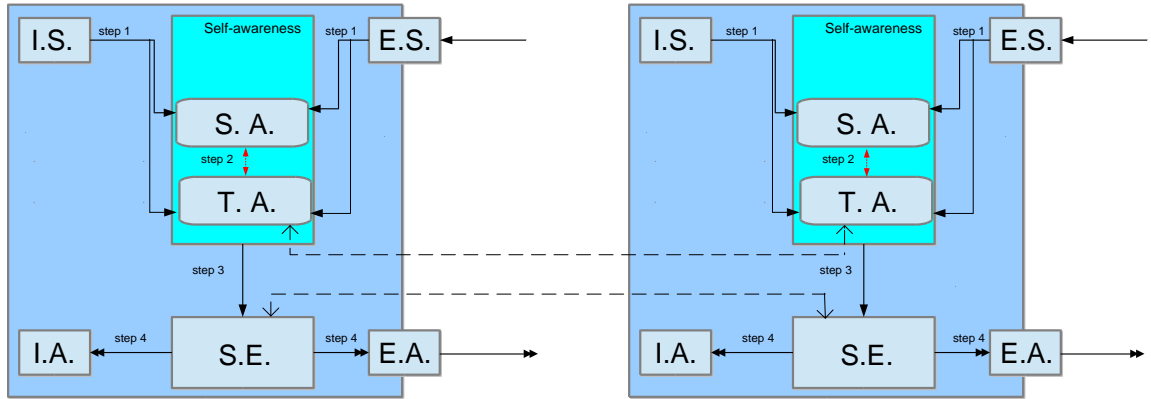 I.S.
step 1
Self-awareness
step 1
E.S.
S. A.
step 2
T. A.
step 3
I.A.
step 4
S.E.
step 4
E.A.
I.S.
step 1
Self-awareness
step 1
E.S.
S. A.
step 2
T. A.
step 3
I.A.
step 4
S.E.
step 4
E.A.